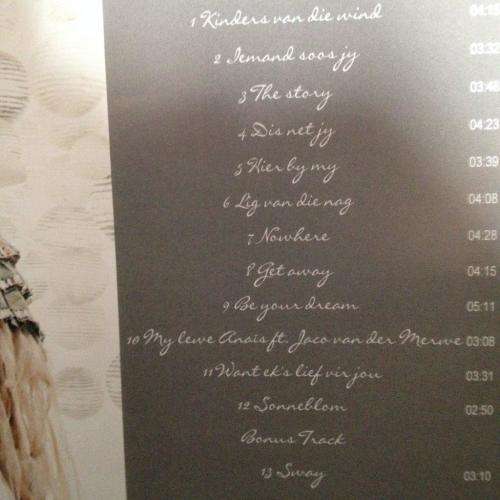 1 Kinders van die wind 04:15
2 Iemand soos jy 03:32
3 The story 03:48
4 Dis net jy 04:23
5 Hier by my 03:39
6 Lig van die nag 04:08
7 Nowhere 04:28
8 Get away 04:15
9 Be your dream 05:11
10 My lewe Anaïs ft. Jaco van der Merwe 03:08
11 Want ek's lief vir jou 03:31
12 Sonneblom 02:50
Bonus Track
13 Sway 03:10